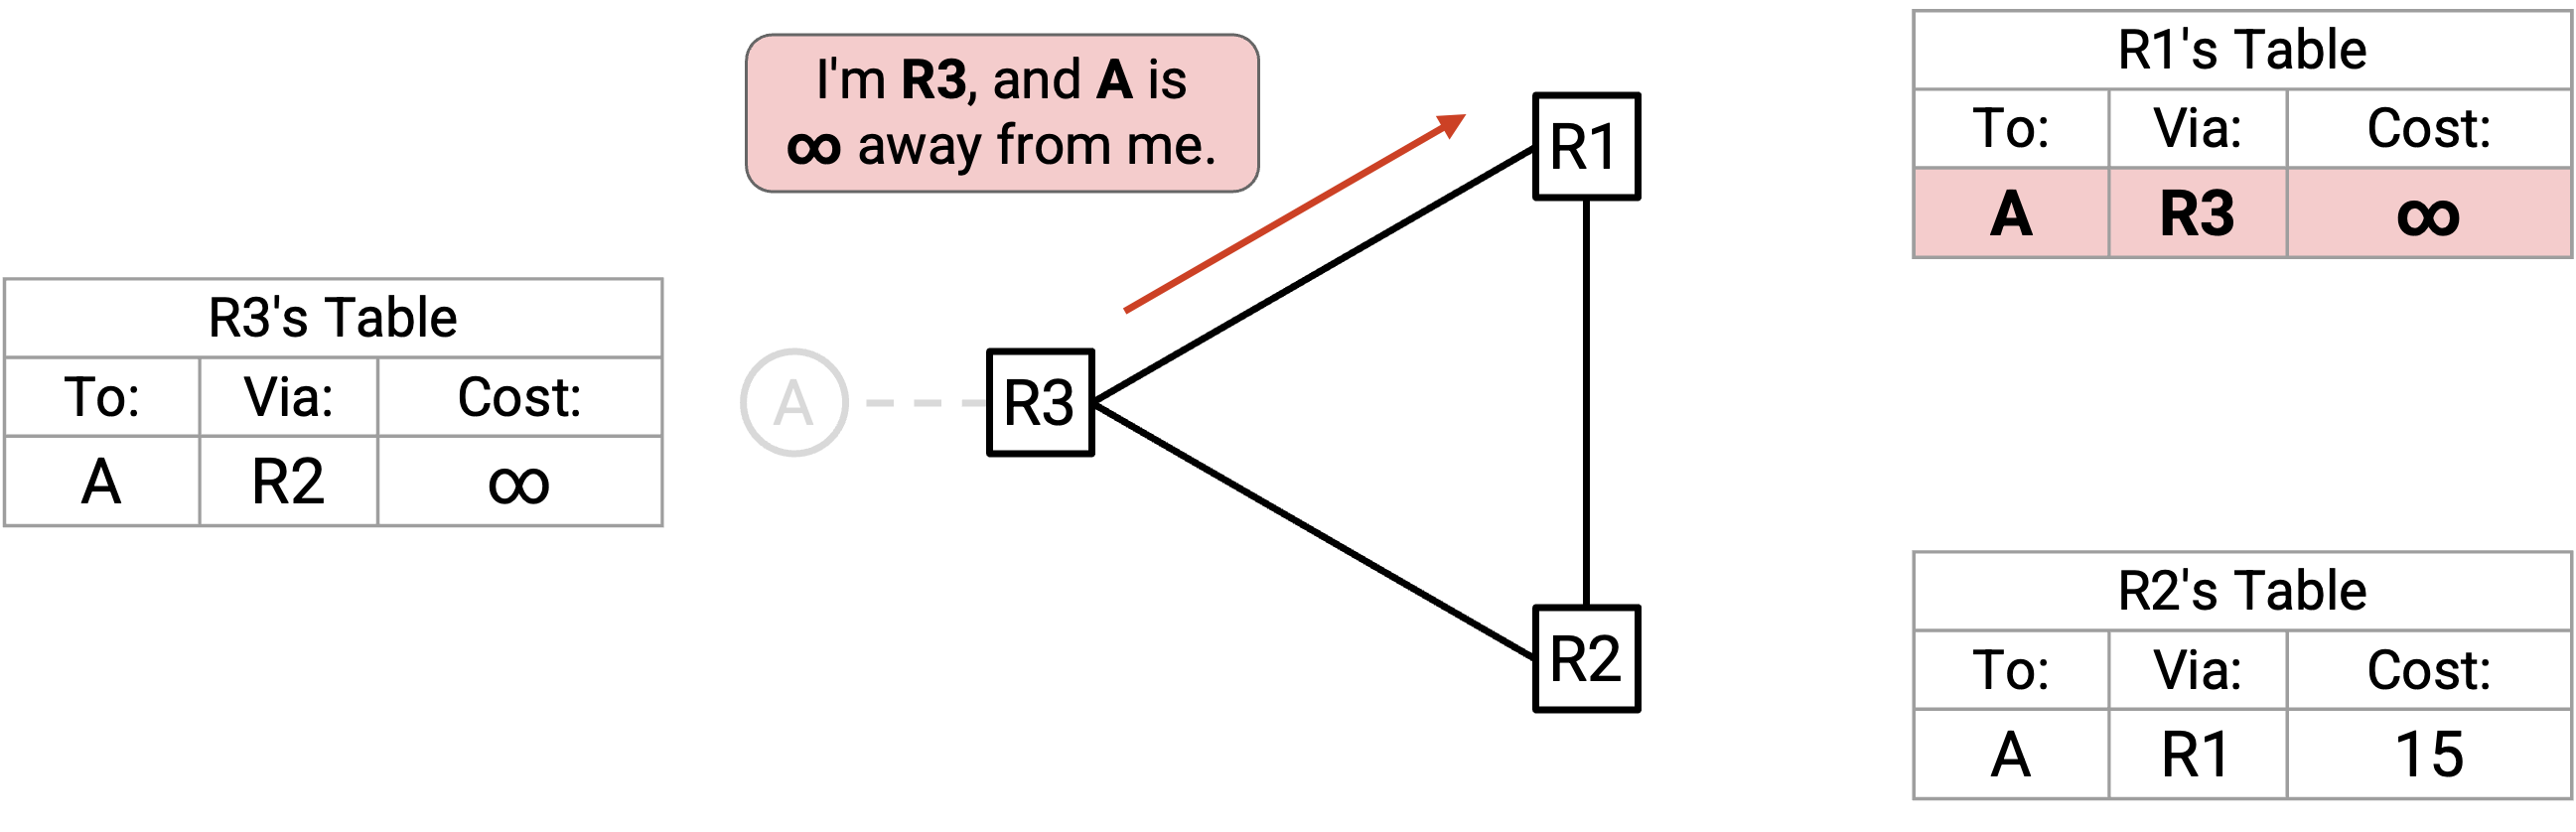 I'm R3, and A is
∞ away from me.
R1's Table
To: Via: Cost:
A R3 ∞
R1
R3's Table
To: Via: Cost:
A R2 ∞
A
R3
R2
R2's Table
To: Via: Cost:
A R1 15